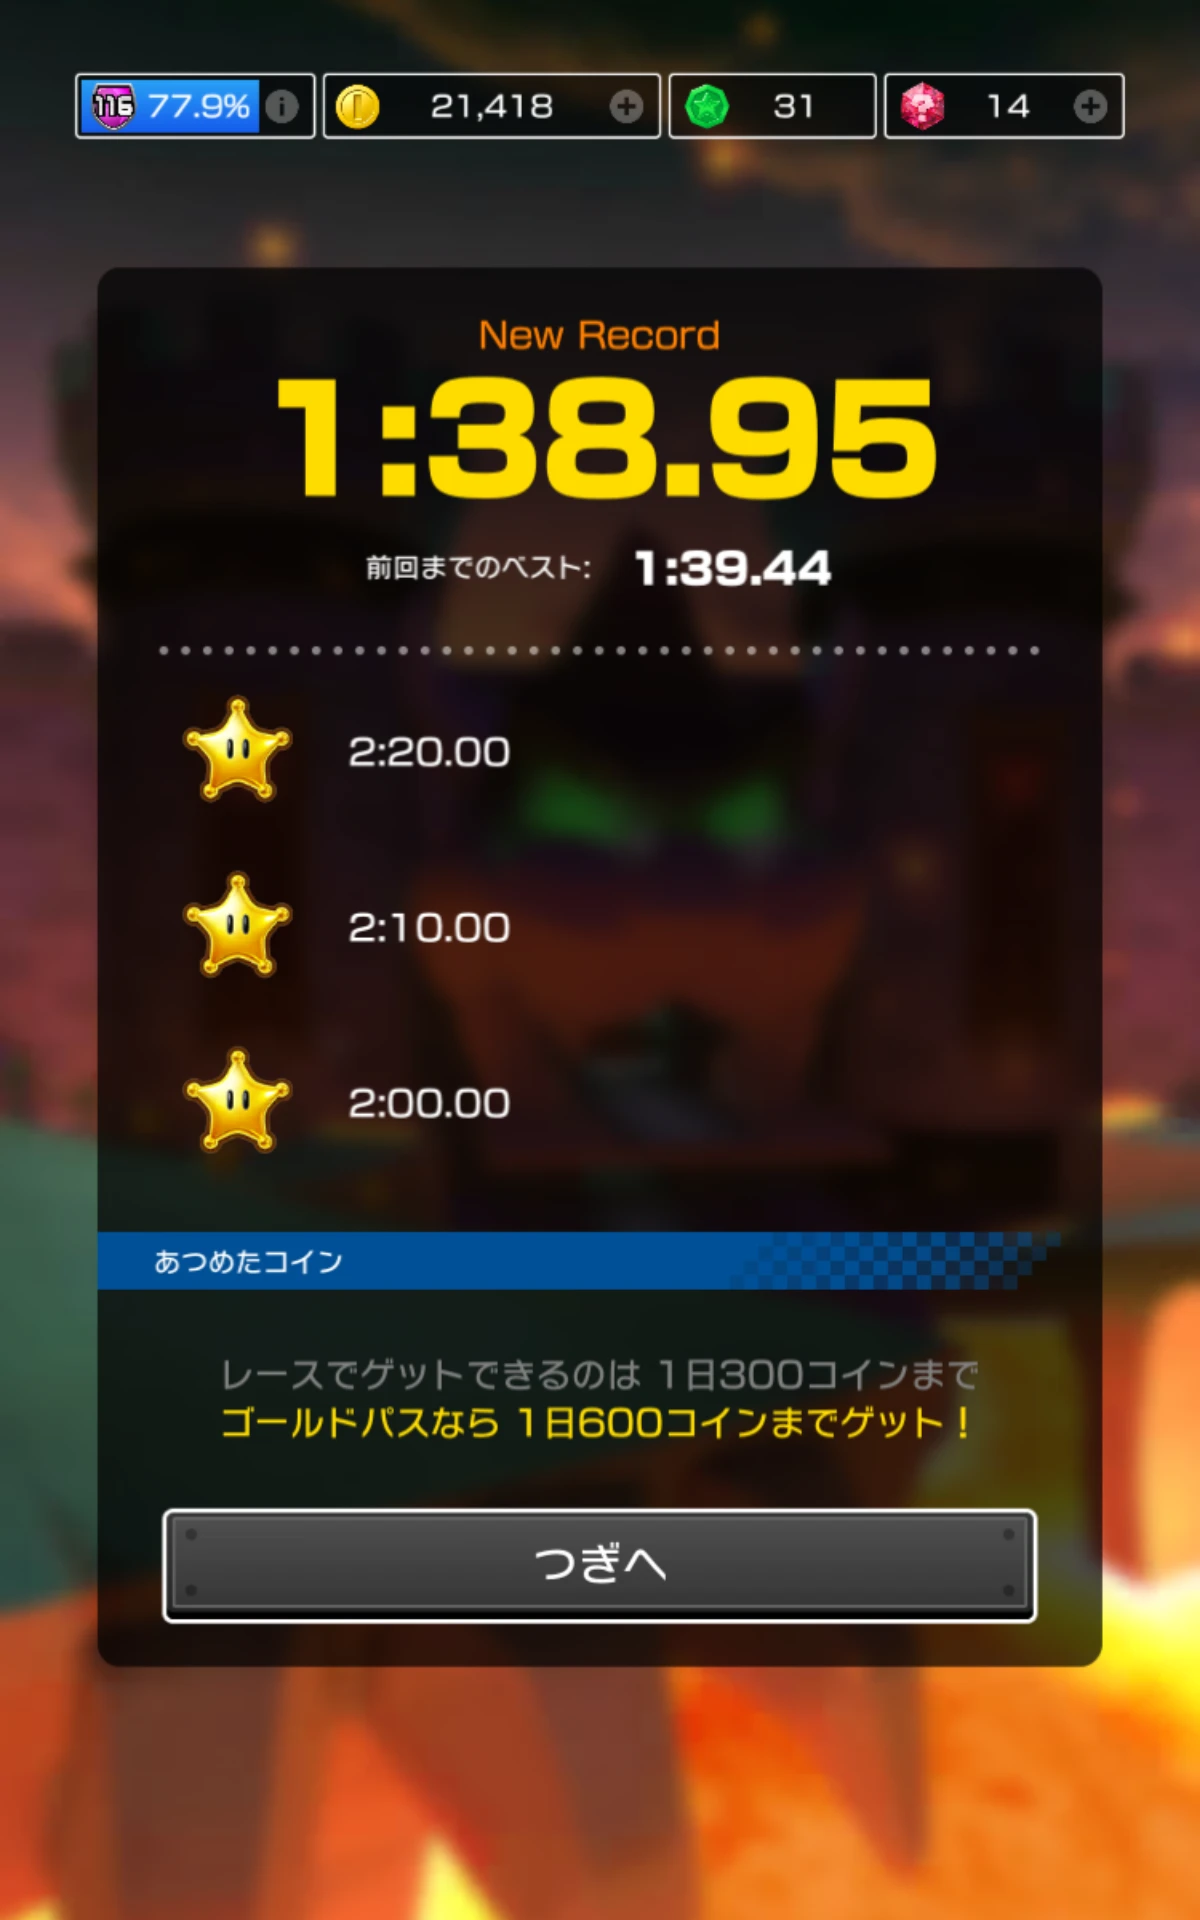 116 77.9% 21,418 31 14
New Record
1:38.95
前回までのベスト: 1:39.44
2:20.00
2:10.00
2:00.00
あつめたコイン
レースでゲットできるのは 1日300コインまで
ゴールドパスなら 1日600コインまでゲット！
つぎへ